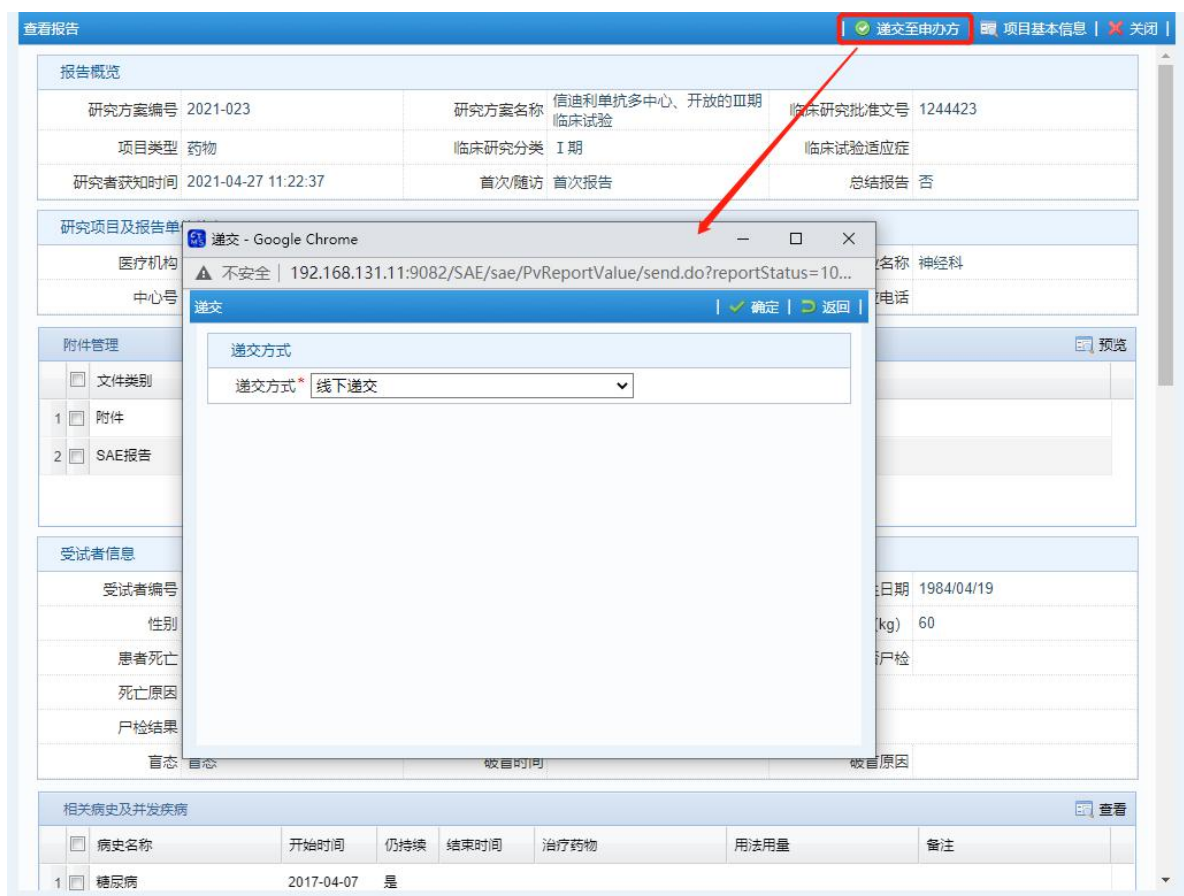 查看报告 | 递交至申办方 项目基本信息 | 关闭 |
报告概览
研究方案编号 2021-023 研究方案名称 信迪利单抗多中心、开放的Ⅲ期临床试验 临床研究批准文号 1244423
项目类型 药物 临床研究分类 Ⅰ期 临床试验适应症
研究者获知时间 2021-04-27 11:22:37 首次/随访 首次报告 总结报告 否
研究项目及报告单
医疗机构 名称 神经科
中心号 电话
递交 - Google Chrome
不安全 | 192.168.131.11:9082/SAE/sae/PvReportValue/send.do?reportStatus=10...
递交 | 确定 | 返回 |
递交方式
递交方式* 线下递交
附件管理 预览
文件类别
1 附件
2 SAE报告
受试者信息
受试者编号 日期 1984/04/19
性别 (kg) 60
患者死亡 尸检
死亡原因
尸检结果
盲态 盲态 破盲时间 破盲原因
相关病史及并发疾病 查看
病史名称 开始时间 仍持续 结束时间 治疗药物 用法用量 备注
1 糖尿病 2017-04-07 是